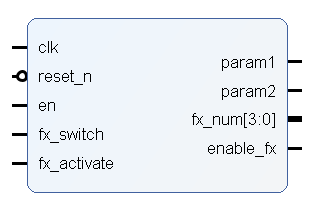 clk
reset_n
en
fx_switch
fx_activate
param1
param2
fx_num[3:0]
enable_fx